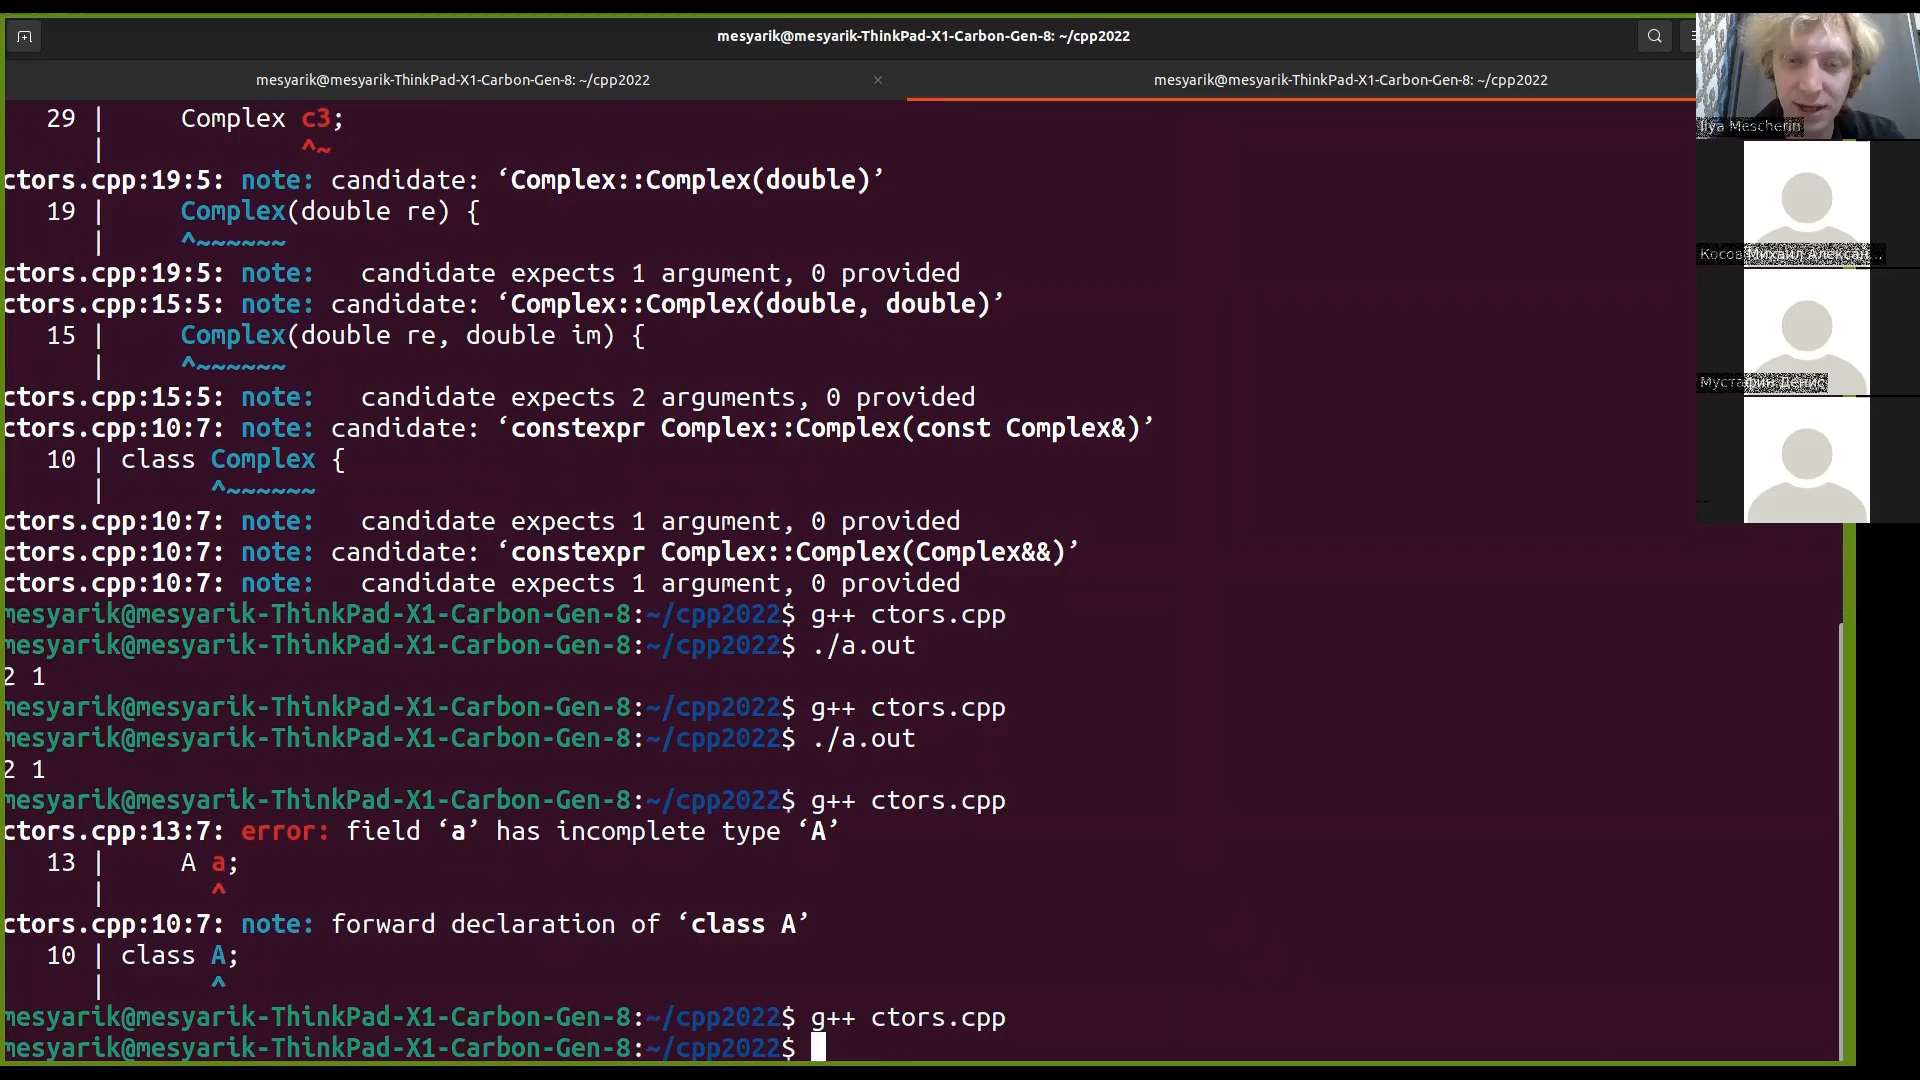 mesyarik@mesyarik-ThinkPad-X1-Carbon-Gen-8: ~/cpp2022
mesyarik@mesyarik-ThinkPad-X1-Carbon-Gen-8: ~/cpp2022 ×
mesyarik@mesyarik-ThinkPad-X1-Carbon-Gen-8: ~/cpp2022
29 | Complex c3;
| ^~
ctors.cpp:19:5: note: candidate: ‘Complex::Complex(double)’
19 | Complex(double re) {
| ^~~~~~~
ctors.cpp:19:5: note: candidate expects 1 argument, 0 provided
ctors.cpp:15:5: note: candidate: ‘Complex::Complex(double, double)’
15 | Complex(double re, double im) {
| ^~~~~~~
ctors.cpp:15:5: note: candidate expects 2 arguments, 0 provided
ctors.cpp:10:7: note: candidate: ‘constexpr Complex::Complex(const Complex&)’
10 | class Complex {
| ^~~~~~~
ctors.cpp:10:7: note: candidate expects 1 argument, 0 provided
ctors.cpp:10:7: note: candidate: ‘constexpr Complex::Complex(Complex&&)’
ctors.cpp:10:7: note: candidate expects 1 argument, 0 provided
mesyarik@mesyarik-ThinkPad-X1-Carbon-Gen-8:~/cpp2022$ g++ ctors.cpp
mesyarik@mesyarik-ThinkPad-X1-Carbon-Gen-8:~/cpp2022$ ./a.out
2 1
mesyarik@mesyarik-ThinkPad-X1-Carbon-Gen-8:~/cpp2022$ g++ ctors.cpp
mesyarik@mesyarik-ThinkPad-X1-Carbon-Gen-8:~/cpp2022$ ./a.out
2 1
mesyarik@mesyarik-ThinkPad-X1-Carbon-Gen-8:~/cpp2022$ g++ ctors.cpp
ctors.cpp:13:7: error: field ‘a’ has incomplete type ‘A’
13 | A a;
| ^
ctors.cpp:10:7: note: forward declaration of ‘class A’
10 | class A;
| ^
mesyarik@mesyarik-ThinkPad-X1-Carbon-Gen-8:~/cpp2022$ g++ ctors.cpp
mesyarik@mesyarik-ThinkPad-X1-Carbon-Gen-8:~/cpp2022$
Ilya Mescherin
Косов Михаил Алексан...
Мустафин Денис